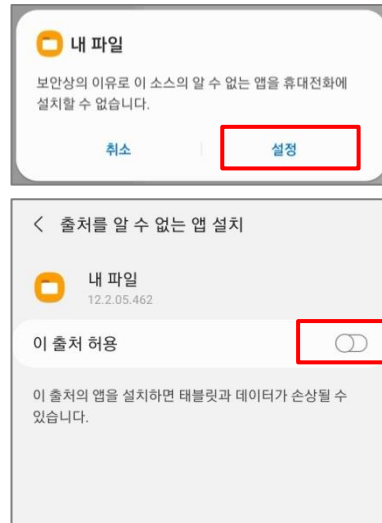 내 파일
보안상의 이유로 이 소스의 알 수 없는 앱을 휴대전화에
설치할 수 없습니다.
취소
설정
출처를 알 수 없는 앱 설치
내 파일
12.2.05.462
이 출처 허용
이 출처의 앱을 설치하면 태블릿과 데이터가 손상될 수
있습니다.